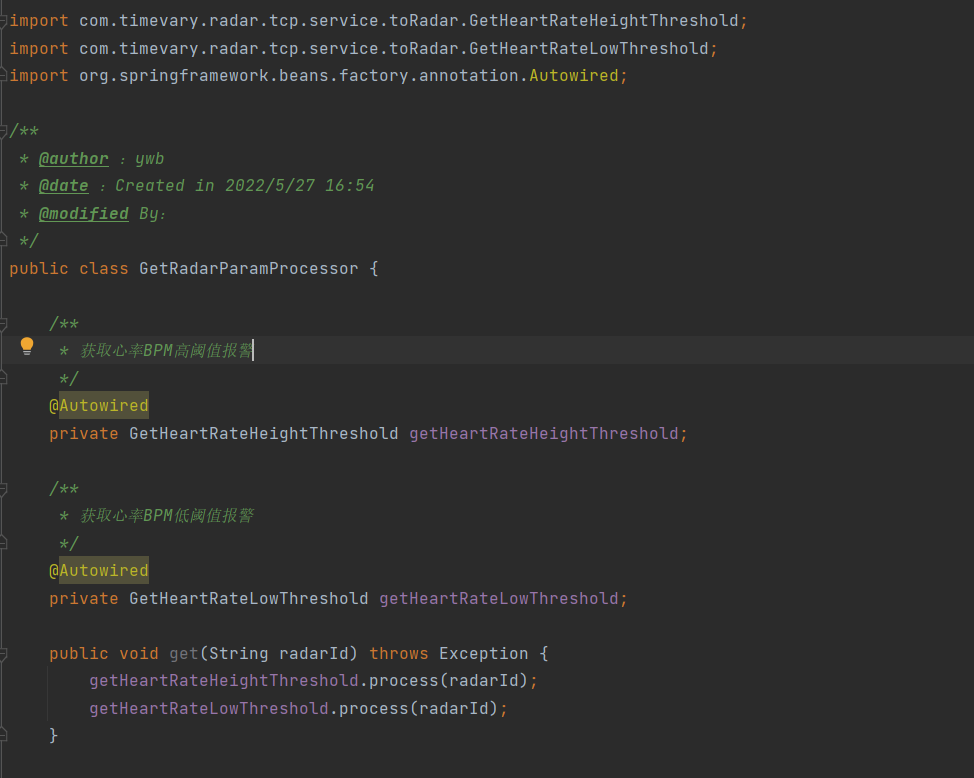 import com.timevary.radar.tcp.service.toRadar.GetHeartRateHeightThreshold;
import com.timevary.radar.tcp.service.toRadar.GetHeartRateLowThreshold;
import org.springframework.beans.factory.annotation.Autowired;
/**
 * @author : ywb
 * @date : Created in 2022/5/27 16:54
 * @modified By:
 */
public class GetRadarParamProcessor {
    /**
     * 获取心率BPM高阈值报警
     */
    @Autowired
    private GetHeartRateHeightThreshold getHeartRateHeightThreshold;
    /**
     * 获取心率BPM低阈值报警
     */
    @Autowired
    private GetHeartRateLowThreshold getHeartRateLowThreshold;
    public void get(String radarId) throws Exception {
        getHeartRateHeightThreshold.process(radarId);
        getHeartRateLowThreshold.process(radarId);
    }